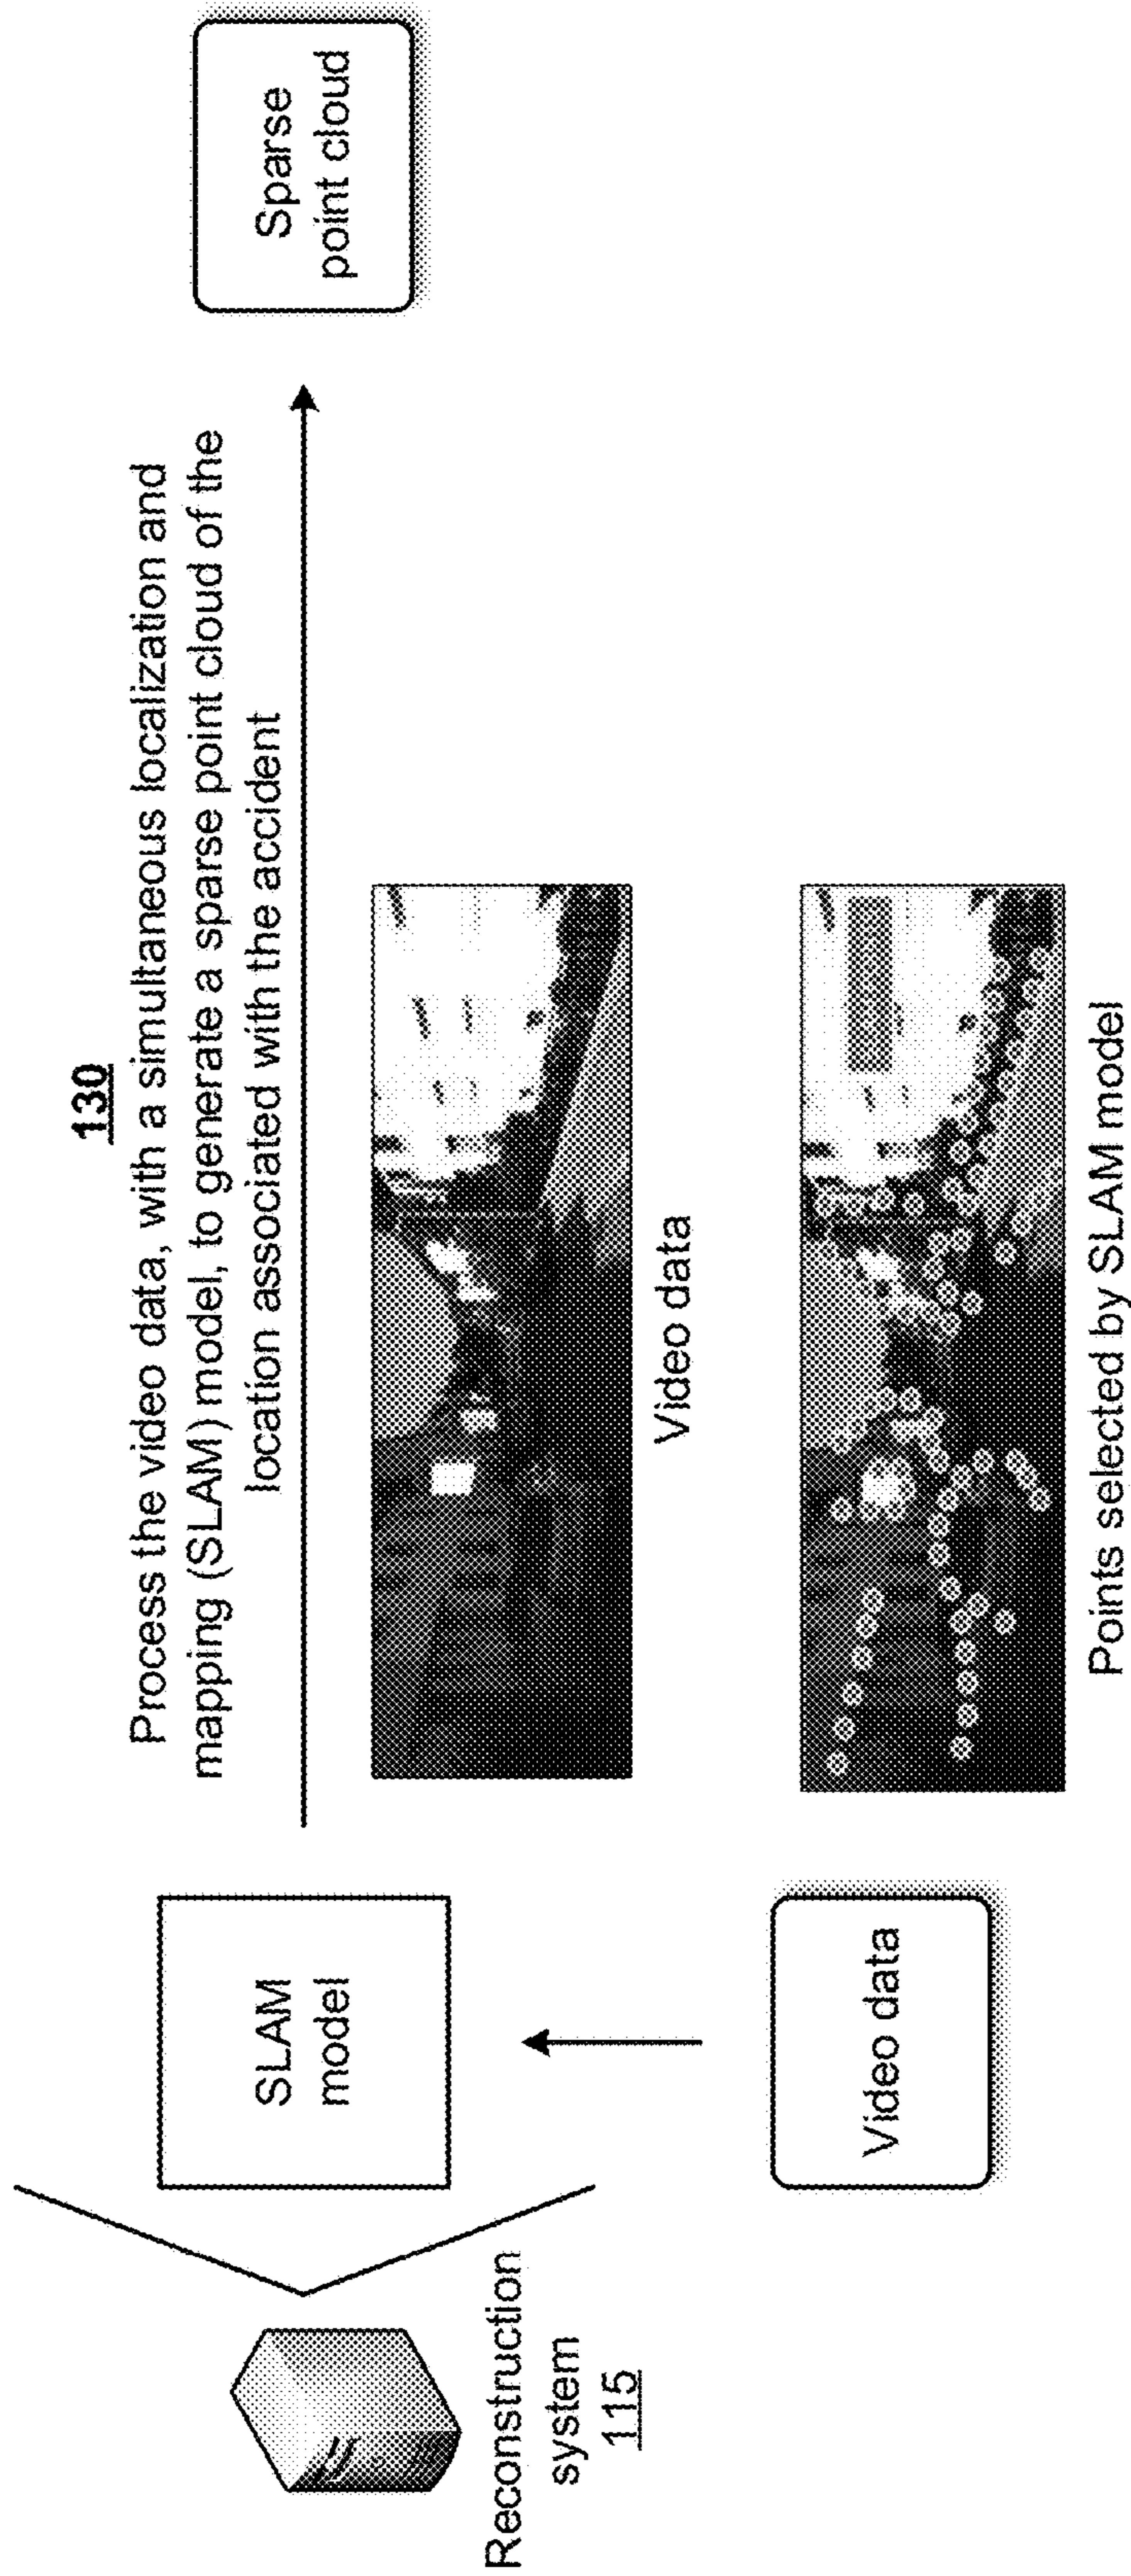 130
Process the video data, with a simultaneous localization and
mapping (SLAM) model, to generate a sparse point cloud of the
location associated with the accident
Reconstruction
system
115
SLAM
model
Sparse
point cloud
Video data
Video data
Points selected by SLAM model